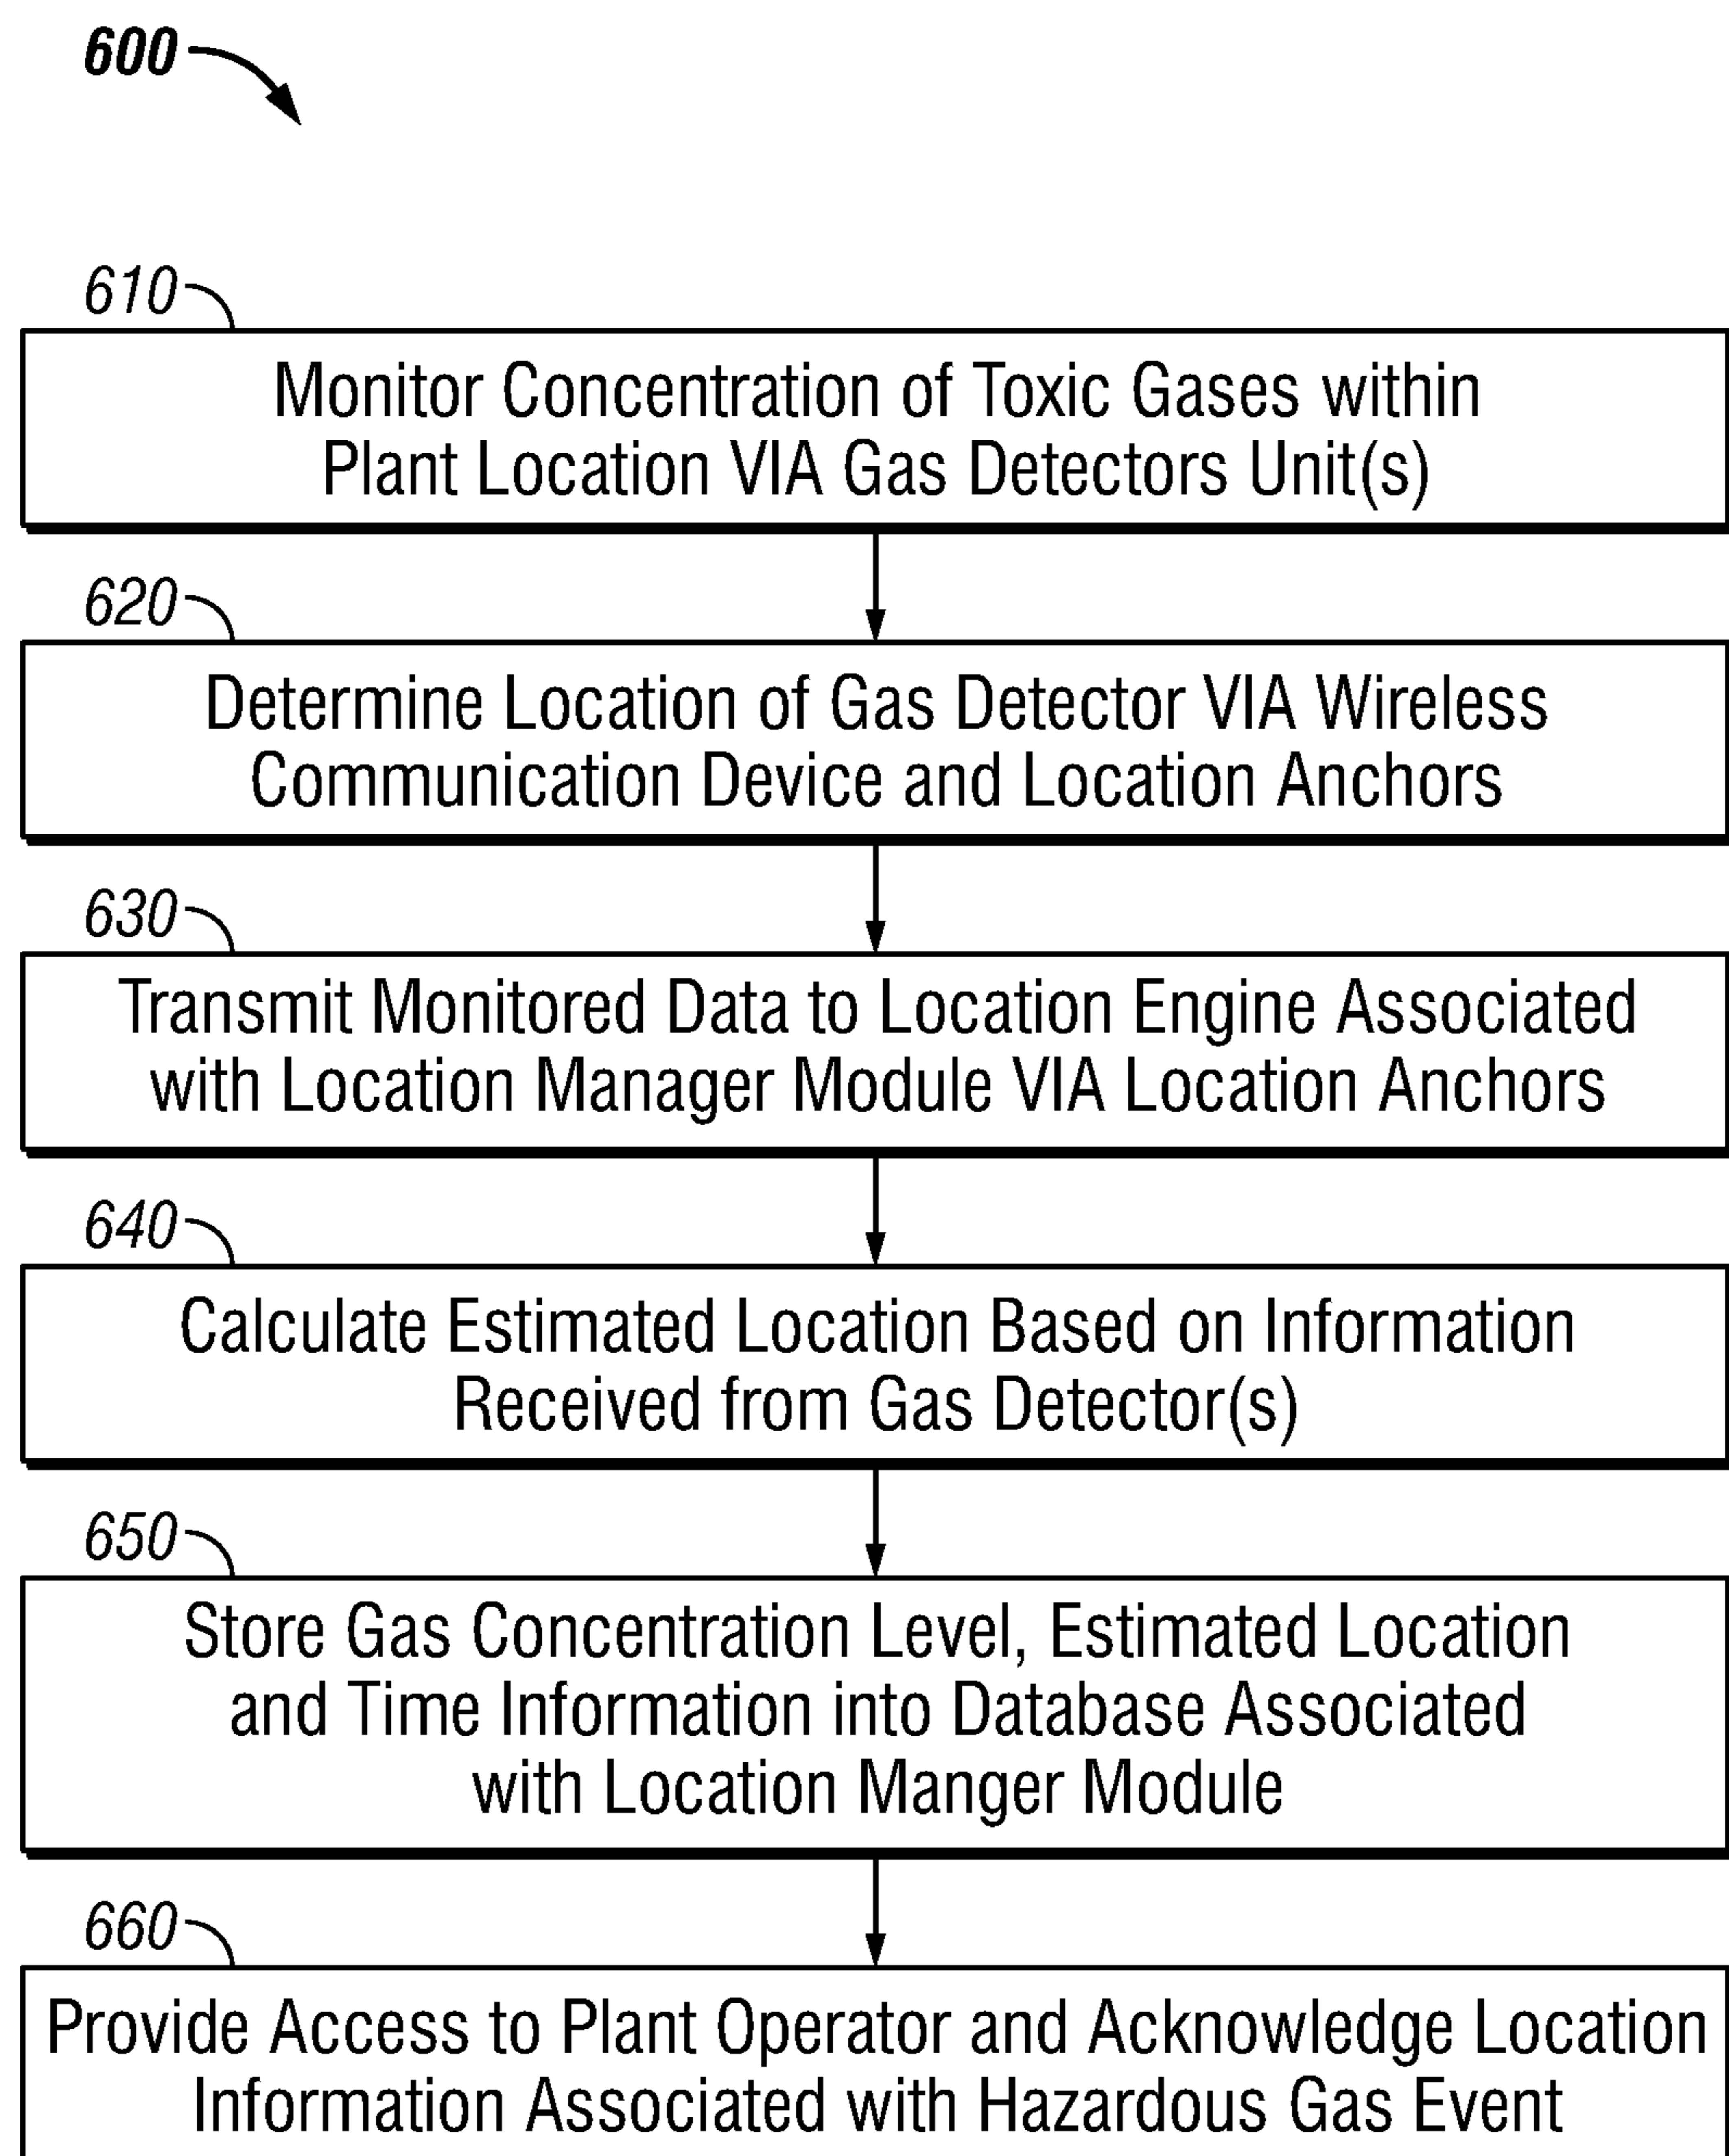 600
610
Monitor Concentration of Toxic Gases within
Plant Location VIA Gas Detectors Unit(s)
620
Determine Location of Gas Detector VIA Wireless
Communication Device and Location Anchors
630
Transmit Monitored Data to Location Engine Associated
with Location Manager Module VIA Location Anchors
640
Calculate Estimated Location Based on Information
Received from Gas Detector(s)
650
Store Gas Concentration Level, Estimated Location
and Time Information into Database Associated
with Location Manger Module
660
Provide Access to Plant Operator and Acknowledge Location
Information Associated with Hazardous Gas Event